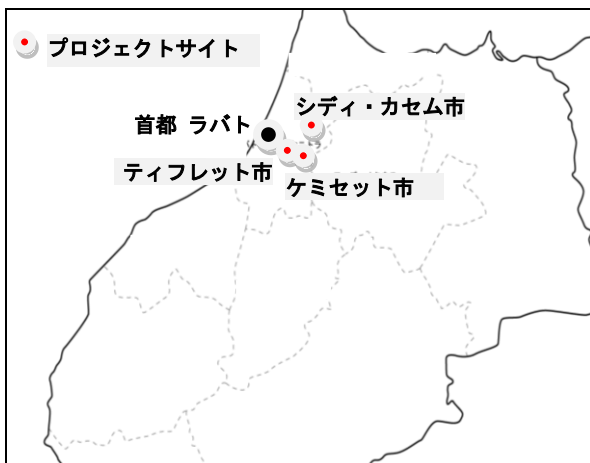 プロジェクトサイト
シディ・カセム市
首都 ラバト
ティフレット市
ケミセット市